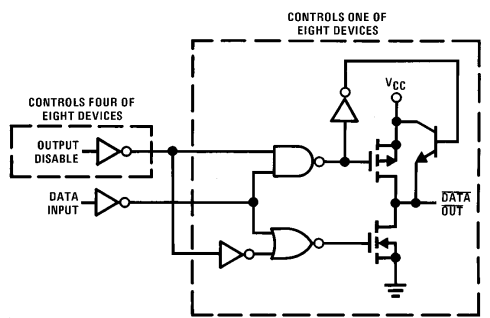 CONTROLS ONE OF
EIGHT DEVICES
CONTROLS FOUR OF
EIGHT DEVICES
VCC
OUTPUT
DISABLE
DATA
INPUT
DATA
OUT